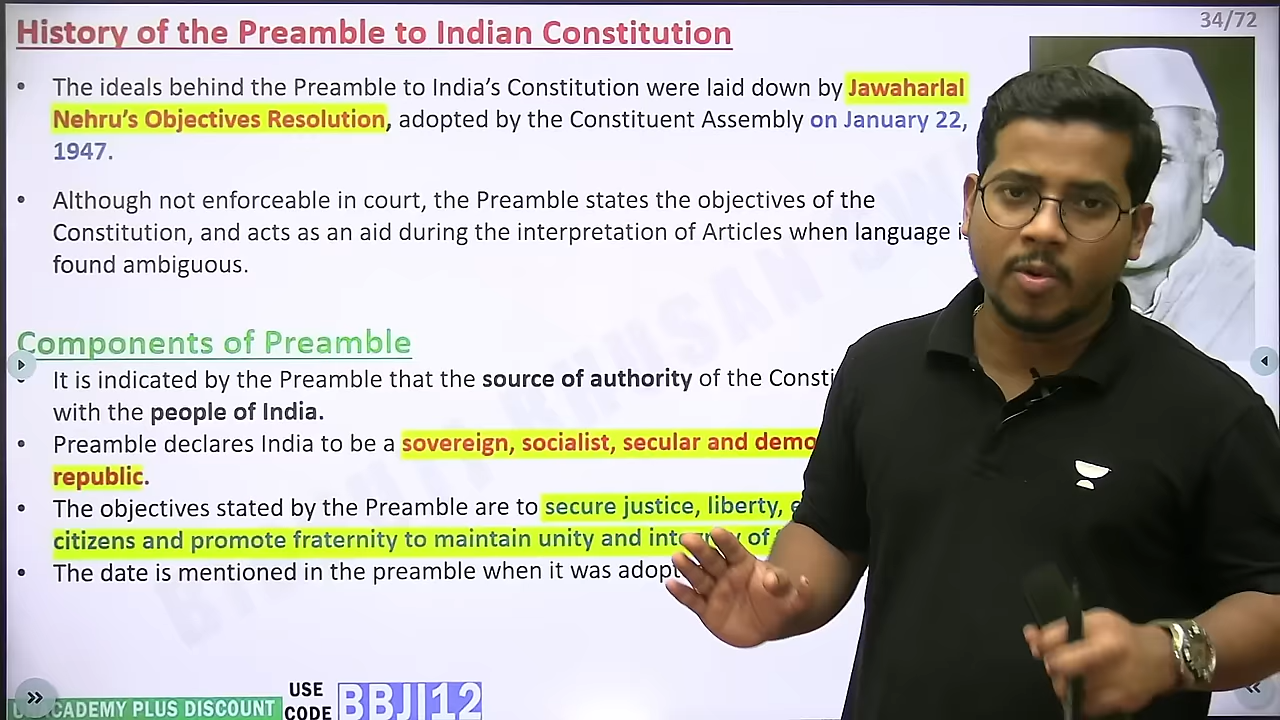 34/72
History of the Preamble to Indian Constitution
• The ideals behind the Preamble to India’s Constitution were laid down by Jawaharlal
Nehru’s Objectives Resolution, adopted by the Constituent Assembly on January 22,
1947.
• Although not enforceable in court, the Preamble states the objectives of the
Constitution, and acts as an aid during the interpretation of Articles when language
found ambiguous.
Components of Preamble
It is indicated by the Preamble that the source of authority of the
with the people of India.
• Preamble declares India to be a sovereign, socialist, secular and
republic.
• The objectives stated by the Preamble are to secure justice, liberty,
citizens and promote fraternity to maintain unity and of
• The date is mentioned in the preamble when it was
ACADEMY PLUS DISCOUNT
USE
CODE
BBJI12